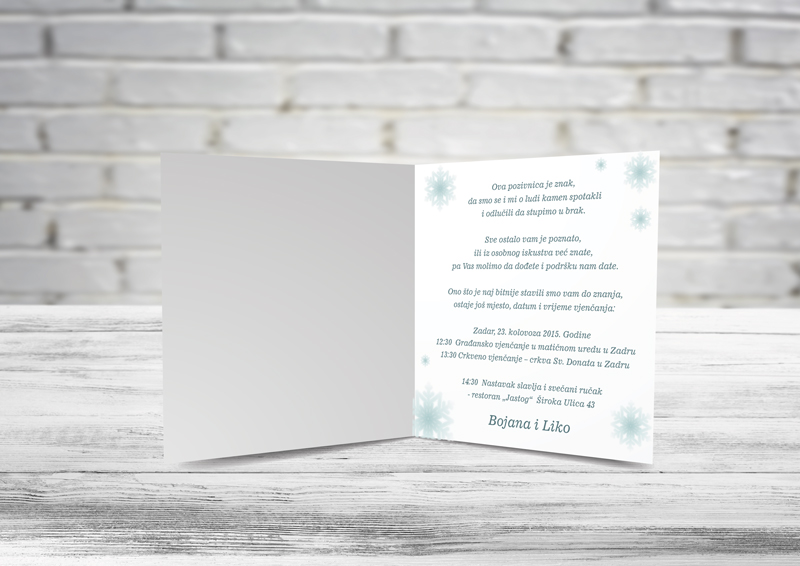 Ova pozivnica je znak,
da smo se i mi o ludi kamen spotakli
i odlučili da stupimo u brak.
Sve ostalo vam je poznato,
ili iz osobnog iskustva već znate,
pa Vas molimo da dođete i podršku nam date.
Ono što je naj bitnije stavili smo vam do znanja,
ostaje još mjesto, datum i vrijeme vjenčanja:
Zadar, 23. kolovoza 2015. Godine
12:30 Građansko vjenčanje u matičnom uredu u Zadru
13:30 Crkveno vjenčanje – crkva Sv. Donata u Zadru
14:30 Nastavak slavlja i svečani ručak
- restoran „Jastog“ Široka Ulica 43
Bojana i Liko